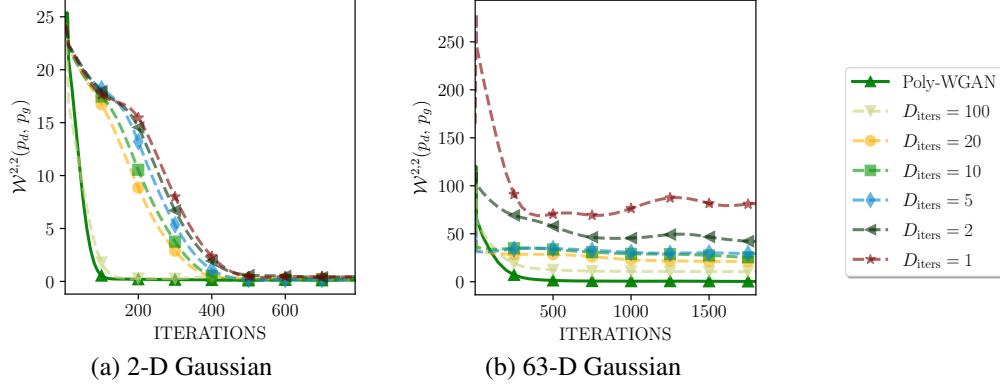 25
20
15
10
5
0
200
400
600
ITERATIONS
𝒲^{2,2}(p_d, p_g)
(a) 2-D Gaussian
250
200
150
100
50
0
500
1000
1500
ITERATIONS
𝒲^{2,2}(p_d, p_g)
(b) 63-D Gaussian
Poly-WGAN
D_iters = 100
D_iters = 20
D_iters = 10
D_iters = 5
D_iters = 2
D_iters = 1